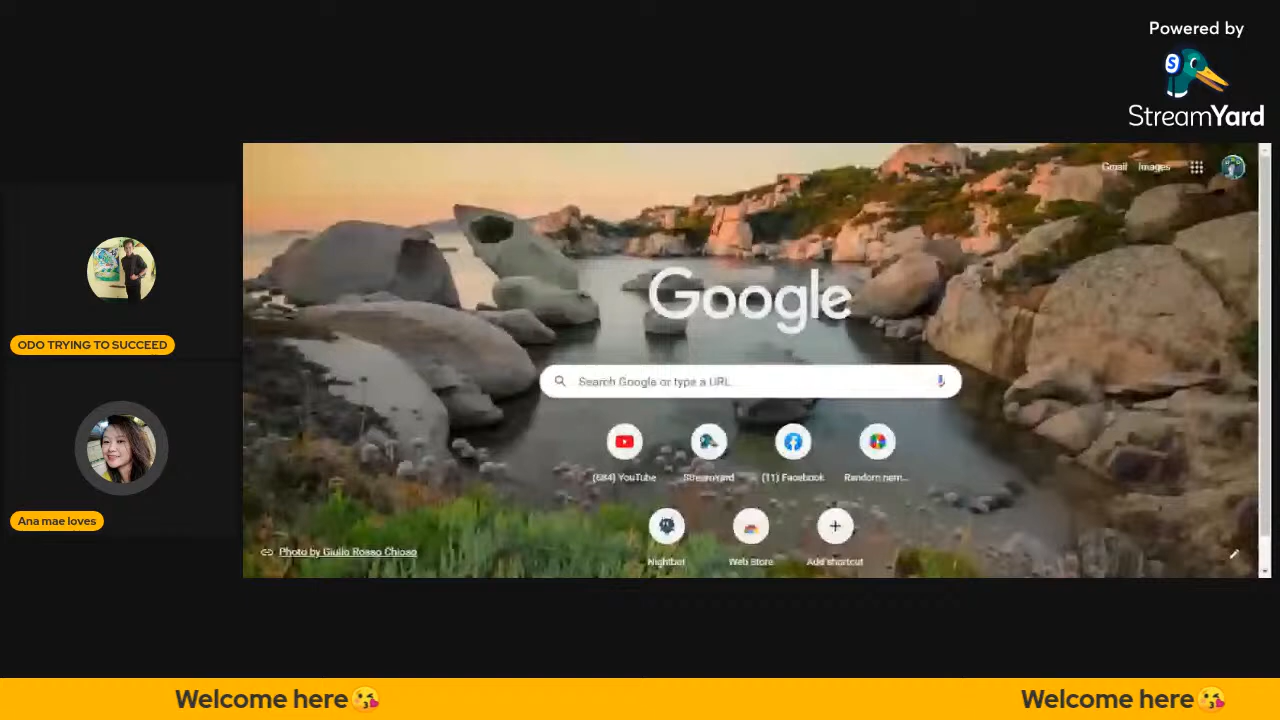 Powered by
StreamYard
Gmail Images
Google
ODO TRYING TO SUCCEED
Search Google or type a URL
(684) YouTube StreamYard (11) Facebook Random nam...
Ana mae loves
Nightbot Web Store Add shortcut
Photo by Giulio Rosso Chioso
Welcome here😘 Welcome here😘